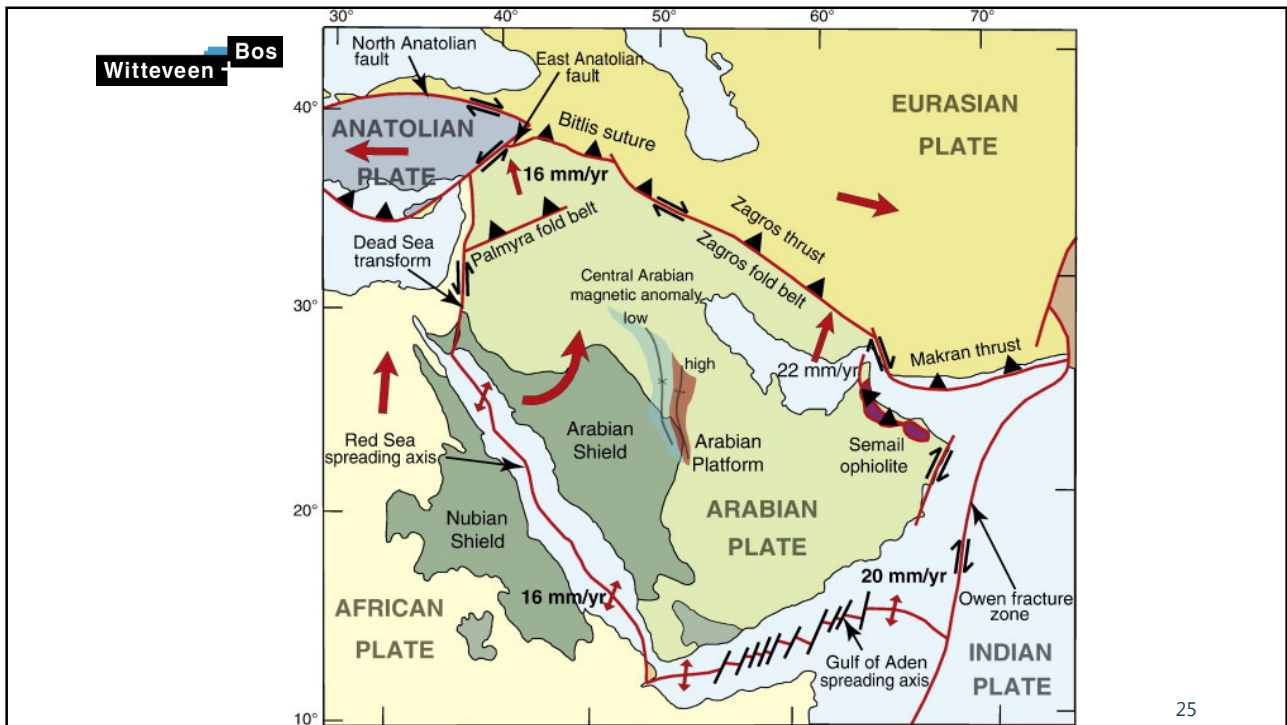 30°
40°
50°
60°
70°
Witteveen
Bos
North Anatolian
fault
East Anatolian
fault
40°
ANATOLIAN
PLATE
Bitlis suture
EURASIAN
PLATE
16 mm/yr
Dead Sea
transform
Palmyra fold belt
Zagros thrust
Zagros fold belt
Central Arabian
magnetic anomaly
low
high
30°
22 mm/yr
Makran thrust
Red Sea
spreading axis
Arabian
Shield
Arabian
Platform
Semail
ophiolite
20°
Nubian
Shield
ARABIAN
PLATE
20 mm/yr
16 mm/yr
AFRICAN
PLATE
Owen fracture
zone
Gulf of Aden
spreading axis
INDIAN
PLATE
10°
25